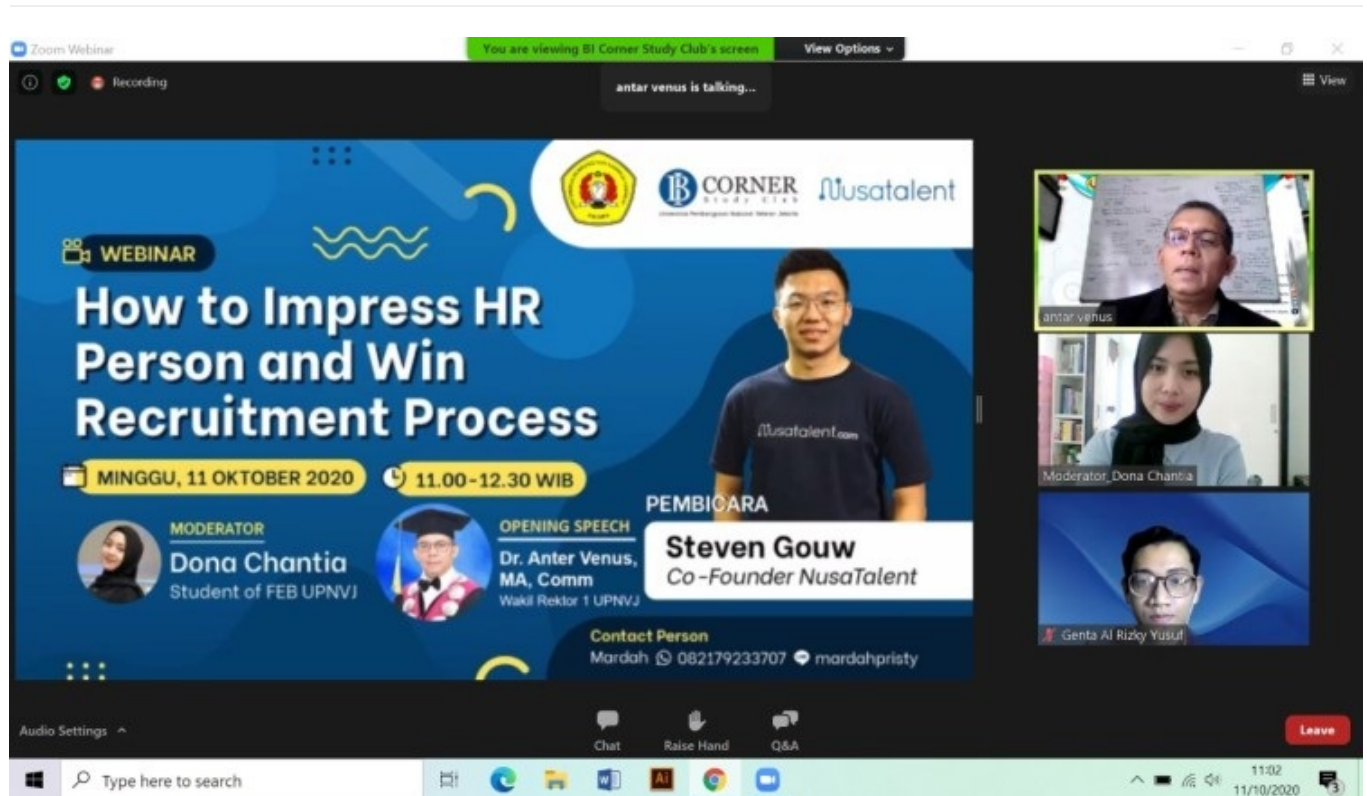 Zoom Webinar
You are viewing BI Corner Study Club's screen
View Options
Recording
antar venus is talking...
View
CORNER
Study Club
Nusatalent
WEBINAR
How to Impress HR
Person and Win
Recruitment Process
MINGGU, 11 OKTOBER 2020
11.00-12.30 WIB
MODERATOR
Dona Chantia
Student of FEB UPNVJ
OPENING SPEECH
Dr. Anter Venus,
MA, Comm
Wakil Rektor 1 UPNVJ
Nusatalent.com
PEMBICARA
Steven Gouw
Co-Founder NusaTalent
Contact Person
Mardah 082179233707 mardahpristy
antar venus
Moderator_Dona Chantia
Genta Al Rizky Yusuf
Audio Settings
Chat
Raise Hand
Q&A
Leave
Type here to search
11:02
11/10/2020
3